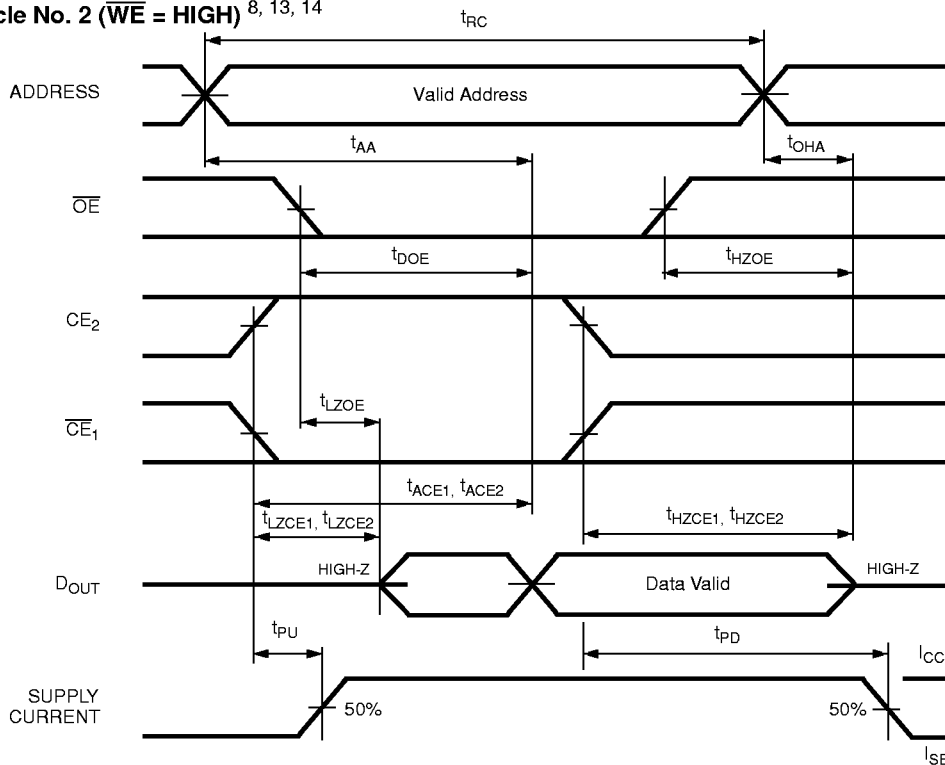 cle No. 2 (WE = HIGH) 8, 13, 14
tRC
ADDRESS
Valid Address
tAA
tOHA
OE
tDOE
tHZOE
CE2
tLZOE
CE1
tACE1, tACE2
tLZCE1, tLZCE2
tHZCE1, tHZCE2
DOUT
HIGH-Z
Data Valid
HIGH-Z
tPU
tPD
ICC
SUPPLY
CURRENT
50%
50%